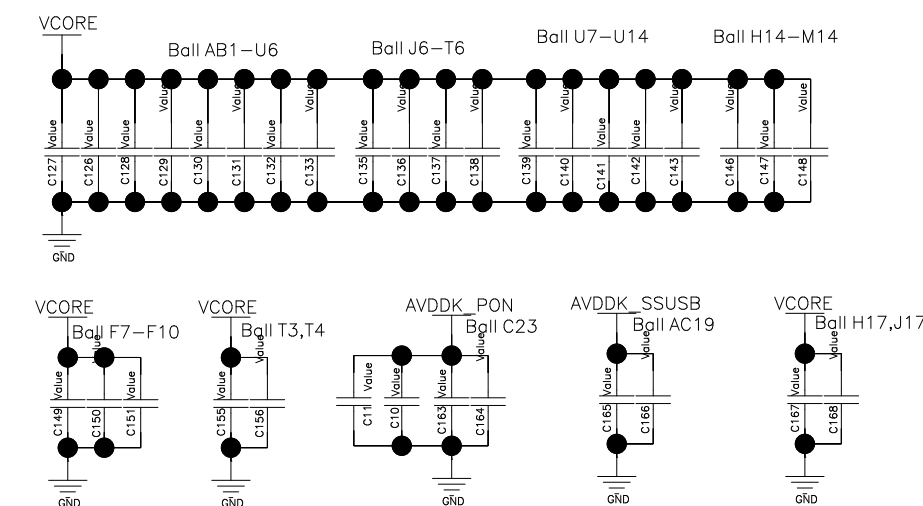 VCORE
Ball AB1-U6
Ball J6-T6
Ball U7-U14
Ball H14-M14
Value Value Value Value Value Value Value Value Value Value Value Value Value Value Value Value Value Value Value Value
C127 C126 C128 C129 C130 C131 C132 C133 C135 C136 C137 C138 C139 C140 C141 C142 C143 C146 C147 C148
GND
VCORE
Ball F7-F10
Value Value Value
C149 C150 C151
GND
VCORE
Ball T3,T4
Value Value
C155 C156
GND
AVDDK_PON
Ball C23
Value Value Value Value
C11 C10 C163 C164
GND
AVDDK_SSUSB
Ball AC19
Value Value
C165 C166
GND
VCORE
Ball H17,J17
Value Value
C167 C168
GND